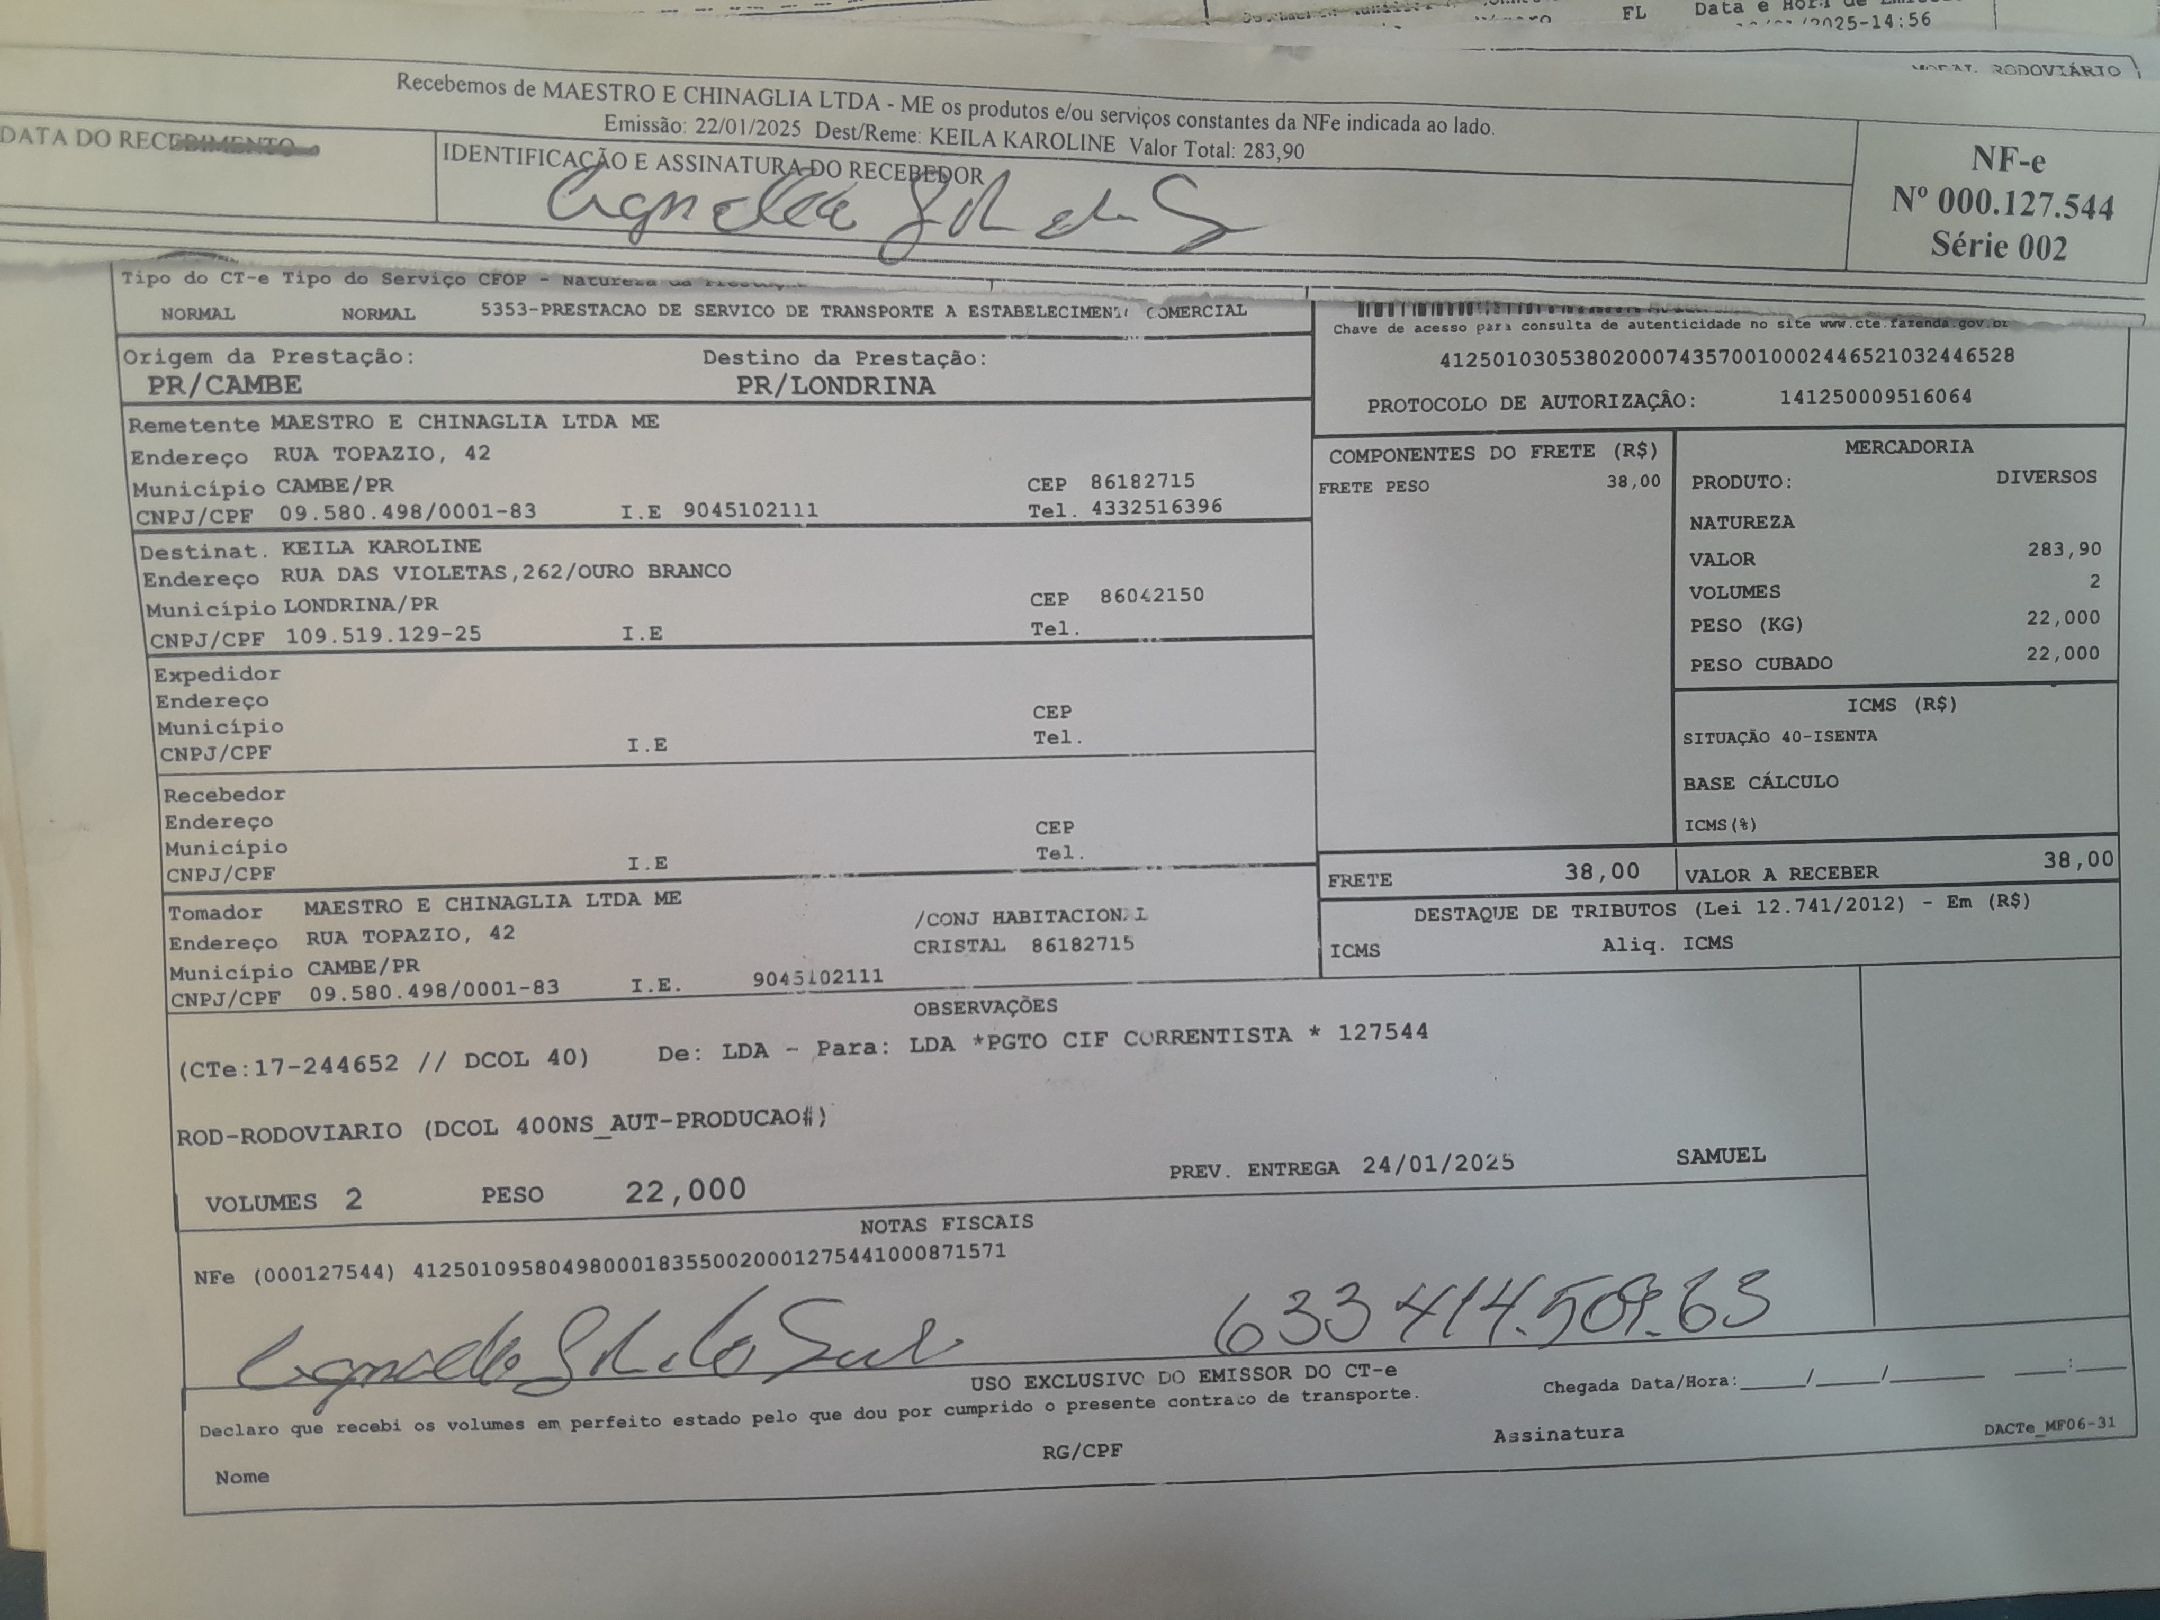 FL Data e Hora de
/2025-14:56
RODOVIÁRIO
Recebemos de MAESTRO E CHINAGLIA LTDA - ME os produtos e/ou serviços constantes da NFe indicada ao lado.
Emissão: 22/01/2025 Dest/Reme: KEILA KAROLINE Valor Total: 283,90
DATA DO RECEBIMENTO
IDENTIFICAÇÃO E ASSINATURA DO RECEBEDOR
NF-e
Nº 000.127.544
Série 002
Tipo do CT-e Tipo do Serviço CFOP - Natureza da
NORMAL NORMAL 5353-PRESTACAO DE SERVICO DE TRANSPORTE A ESTABELECIMENT COMERCIAL
Chave de acesso para consulta de autenticidade no site www.cte.fazenda.gov.br
41250103053802000743570010002446521032446528
PROTOCOLO DE AUTORIZAÇÃO: 141250009516064
Origem da Prestação: Destino da Prestação:
PR/CAMBE PR/LONDRINA
Remetente MAESTRO E CHINAGLIA LTDA ME
Endereço RUA TOPAZIO, 42
Município CAMBE/PR CEP 86182715
CNPJ/CPF 09.580.498/0001-83 I.E 9045102111 Tel. 4332516396
Destinat. KEILA KAROLINE
Endereço RUA DAS VIOLETAS,262/OURO BRANCO
Município LONDRINA/PR CEP 86042150
CNPJ/CPF 109.519.129-25 I.E Tel.
Expedidor
Endereço
Município CEP
CNPJ/CPF I.E Tel.
Recebedor
Endereço
Município CEP
CNPJ/CPF I.E Tel.
Tomador MAESTRO E CHINAGLIA LTDA ME /CONJ HABITACIONAL
Endereço RUA TOPAZIO, 42 CRISTAL 86182715
Município CAMBE/PR
CNPJ/CPF 09.580.498/0001-83 I.E. 9045102111
COMPONENTES DO FRETE (R$)
FRETE PESO 38,00
MERCADORIA
PRODUTO: DIVERSOS
NATUREZA
VALOR 283,90
VOLUMES 2
PESO (KG) 22,000
PESO CUBADO 22,000
ICMS (R$)
SITUAÇÃO 40-ISENTA
BASE CÁLCULO
ICMS(%)
FRETE 38,00 VALOR A RECEBER 38,00
DESTAQUE DE TRIBUTOS (Lei 12.741/2012) - Em (R$)
ICMS Aliq. ICMS
OBSERVAÇÕES
(CTe:17-244652 // DCOL 40) De: LDA - Para: LDA *PGTO CIF CORRENTISTA * 127544
ROD-RODOVIARIO (DCOL 400NS_AUT-PRODUCAO#)
VOLUMES 2 PESO 22,000 PREV. ENTREGA 24/01/2025 SAMUEL
NOTAS FISCAIS
NFe (000127544) 41250109580498000183550020001275441000871571
USO EXCLUSIVO DO EMISSOR DO CT-e
Declaro que recebi os volumes em perfeito estado pelo que dou por cumprido o presente contrato de transporte.
Chegada Data/Hora:____/____/______ ____:____
Nome RG/CPF Assinatura DACTe_MF06-31